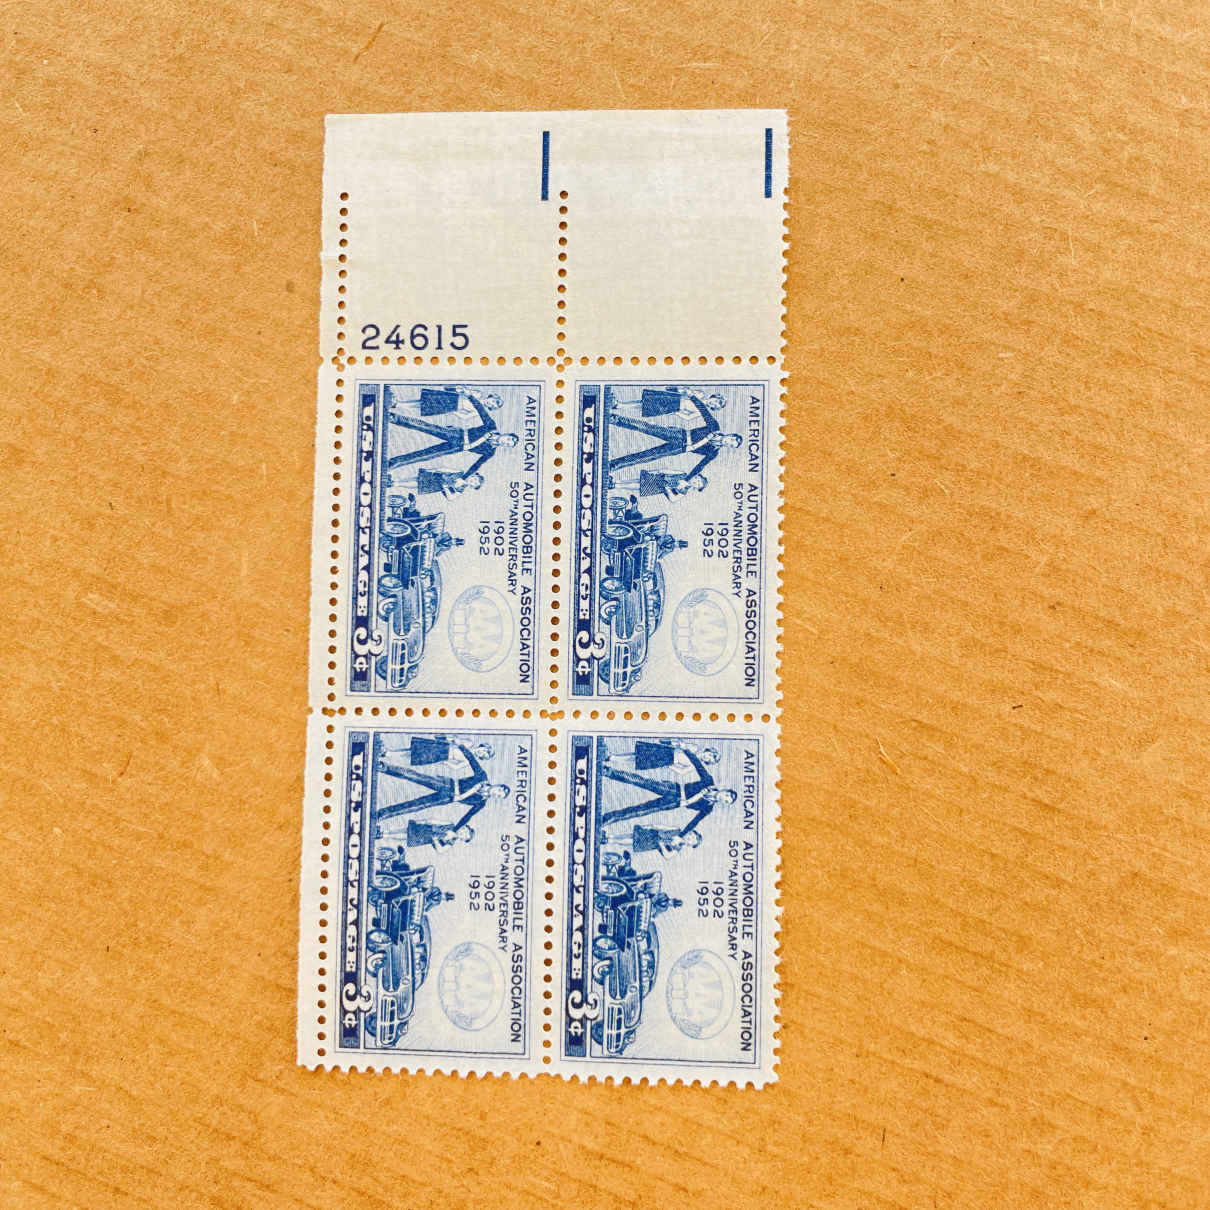 24615
AMERICAN AUTOMOBILE ASSOCIATION
50TH ANNIVERSARY
1902
1952
U.S. POSTAGE 3¢
AMERICAN AUTOMOBILE ASSOCIATION
50TH ANNIVERSARY
1902
1952
U.S. POSTAGE 3¢
AMERICAN AUTOMOBILE ASSOCIATION
50TH ANNIVERSARY
1902
1952
U.S. POSTAGE 3¢
AMERICAN AUTOMOBILE ASSOCIATION
50TH ANNIVERSARY
1902
1952
U.S. POSTAGE 3¢